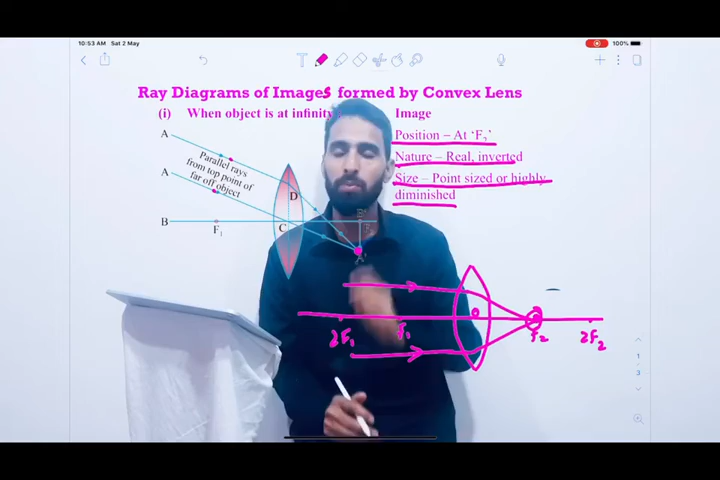 10:53 AM Sat 2 May
100%
T
Ray Diagrams of Images formed by Convex Lens
(i) When object is at infinity
Image
A
Position – At ‘F₂’
Parallel rays
from top point of
far off object
Nature – Real, inverted
A
Size – Point sized or highly
diminished
D
B
F₁
C
O
2F₁
F₁
F₂
2F₂
1
3